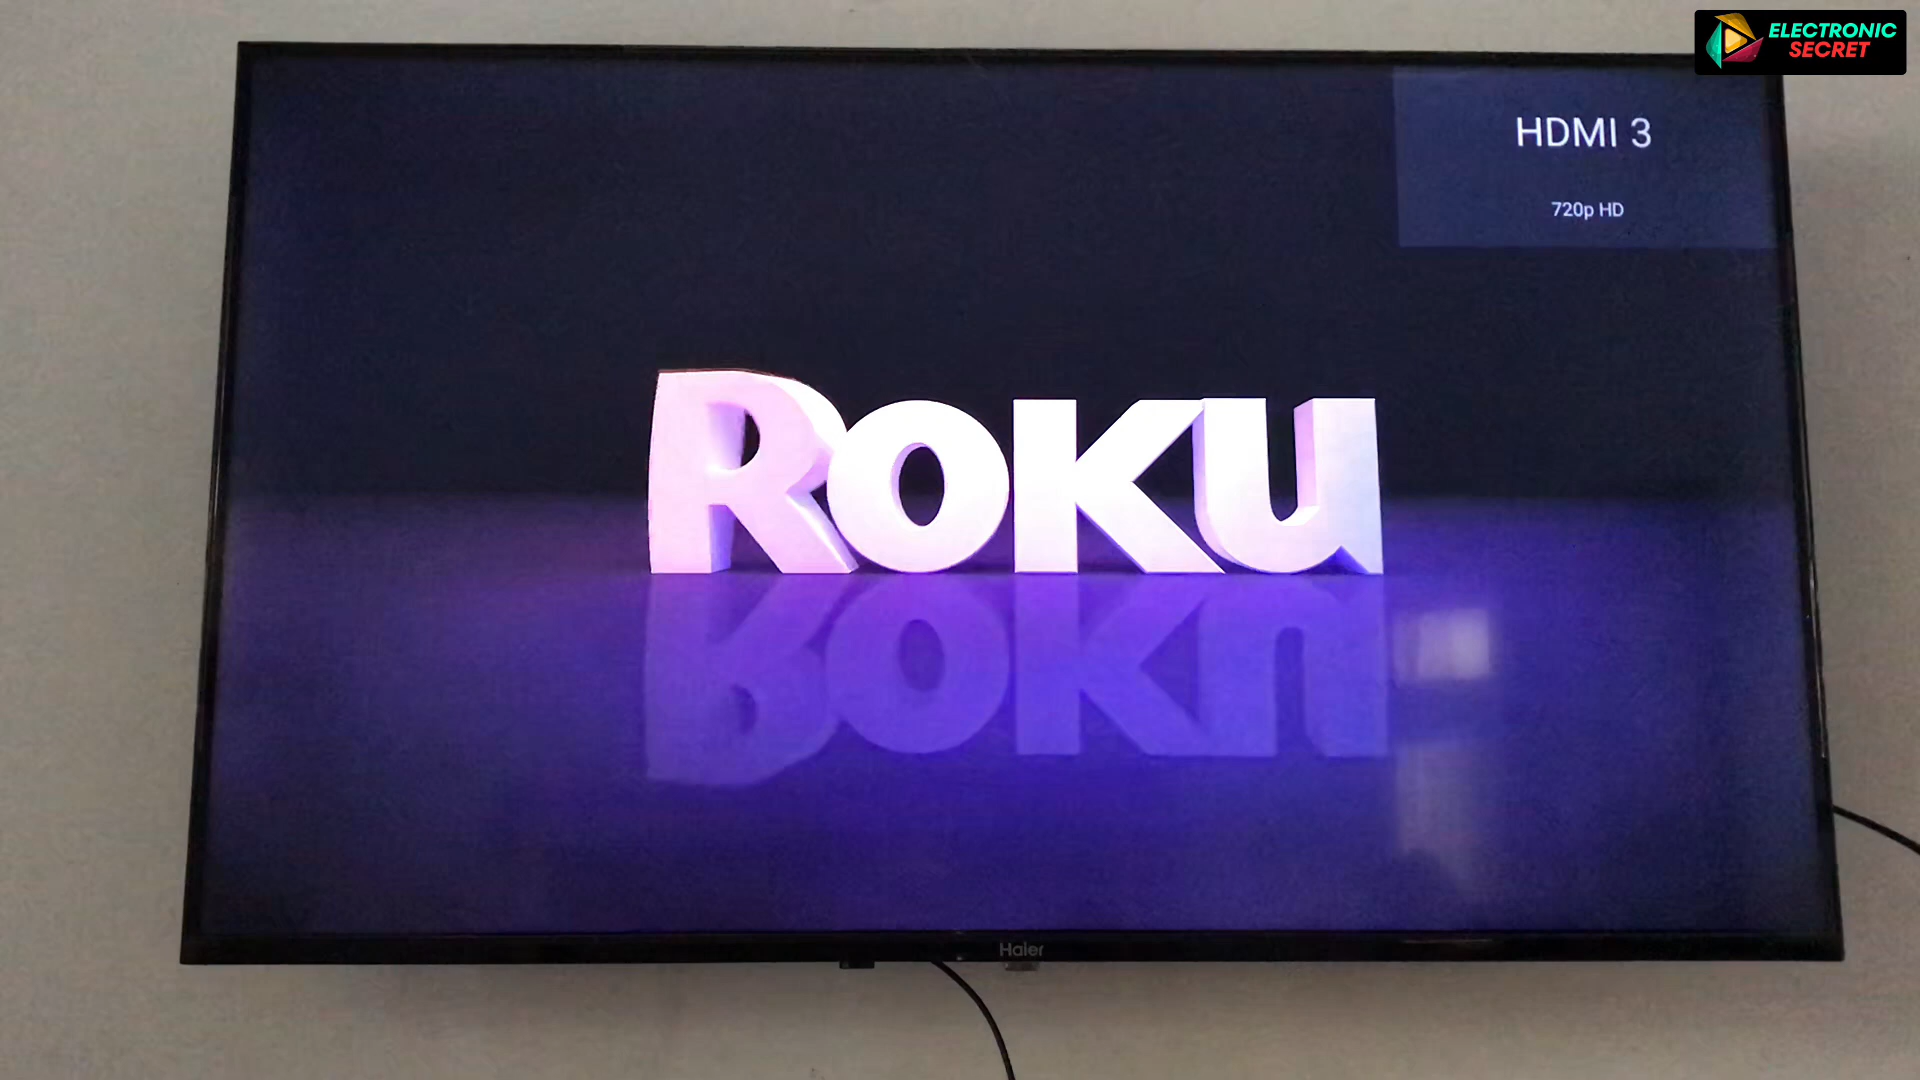 ELECTRONIC
SECRET
HDMI 3
720p HD
ROKU
Haier